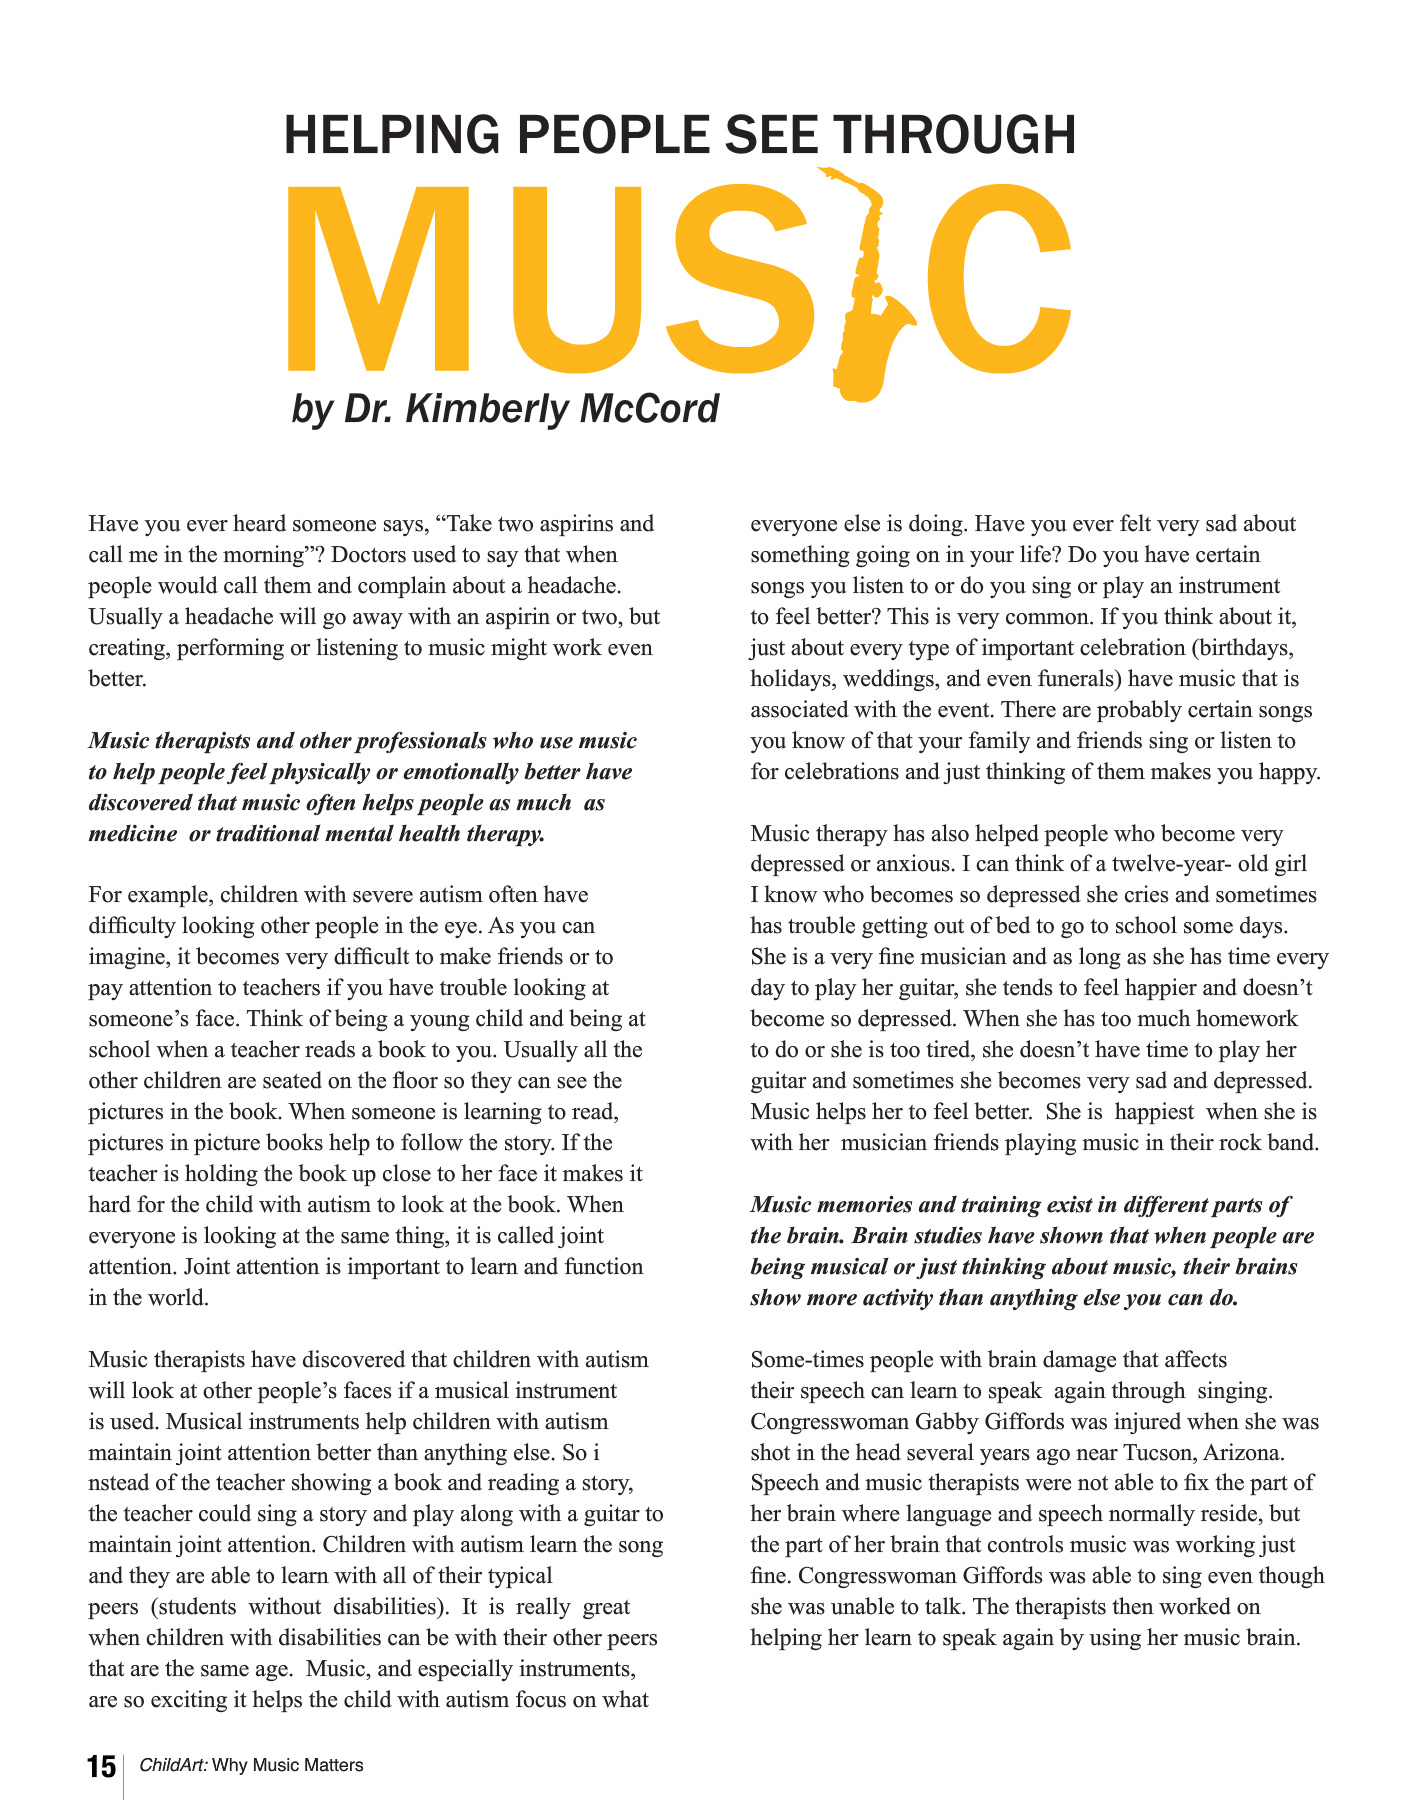 HELPING PEOPLE SEE THROUGH
MUSIC
by Dr. Kimberly McCord
Have you ever heard someone says, “Take two aspirins and
call me in the morning”? Doctors used to say that when
people would call them and complain about a headache.
Usually a headache will go away with an aspirin or two, but
creating, performing or listening to music might work even
better.
Music therapists and other professionals who use music
to help people feel physically or emotionally better have
discovered that music often helps people as much  as
medicine  or traditional mental health therapy.
For example, children with severe autism often have
difficulty looking other people in the eye. As you can
imagine, it becomes very difficult to make friends or to
pay attention to teachers if you have trouble looking at
someone’s face. Think of being a young child and being at
school when a teacher reads a book to you. Usually all the
other children are seated on the floor so they can see the
pictures in the book. When someone is learning to read,
pictures in picture books help to follow the story. If the
teacher is holding the book up close to her face it makes it
hard for the child with autism to look at the book. When
everyone is looking at the same thing, it is called joint
attention. Joint attention is important to learn and function
in the world.
Music therapists have discovered that children with autism
will look at other people’s faces if a musical instrument
is used. Musical instruments help children with autism
maintain joint attention better than anything else. So i
nstead of the teacher showing a book and reading a story,
the teacher could sing a story and play along with a guitar to
maintain joint attention. Children with autism learn the song
and they are able to learn with all of their typical
peers  (students  without  disabilities).  It  is  really  great
when children with disabilities can be with their other peers
that are the same age.  Music, and especially instruments,
are so exciting it helps the child with autism focus on what
everyone else is doing. Have you ever felt very sad about
something going on in your life? Do you have certain
songs you listen to or do you sing or play an instrument
to feel better? This is very common. If you think about it,
just about every type of important celebration (birthdays,
holidays, weddings, and even funerals) have music that is
associated with the event. There are probably certain songs
you know of that your family and friends sing or listen to
for celebrations and just thinking of them makes you happy.
Music therapy has also helped people who become very
depressed or anxious. I can think of a twelve-year- old girl
I know who becomes so depressed she cries and sometimes
has trouble getting out of bed to go to school some days.
She is a very fine musician and as long as she has time every
day to play her guitar, she tends to feel happier and doesn’t
become so depressed. When she has too much homework
to do or she is too tired, she doesn’t have time to play her
guitar and sometimes she becomes very sad and depressed.
Music helps her to feel better.  She is  happiest  when she is
with her  musician friends playing music in their rock band.
Music memories and training exist in different parts of
the brain. Brain studies have shown that when people are
being musical or just thinking about music, their brains
show more activity than anything else you can do.
Some-times people with brain damage that affects
their speech can learn to speak  again through  singing.
Congresswoman Gabby Giffords was injured when she was
shot in the head several years ago near Tucson, Arizona.
Speech and music therapists were not able to fix the part of
her brain where language and speech normally reside, but
the part of her brain that controls music was working just
fine. Congresswoman Giffords was able to sing even though
she was unable to talk. The therapists then worked on
helping her learn to speak again by using her music brain.
15 ChildArt: Why Music Matters